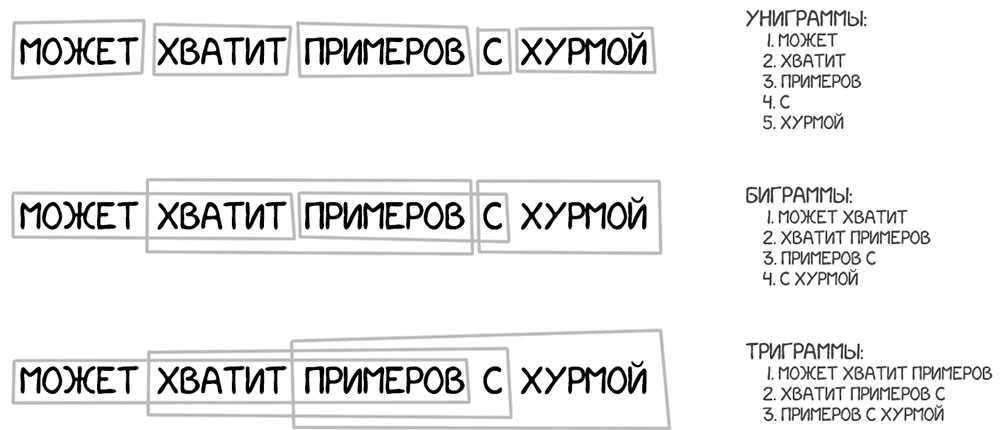 МОЖЕТ ХВАТИТ ПРИМЕРОВ С ХУРМОЙ
УНИГРАММЫ:
1. МОЖЕТ
2. ХВАТИТ
3. ПРИМЕРОВ
4. С
5. ХУРМОЙ
МОЖЕТ ХВАТИТ ПРИМЕРОВ С ХУРМОЙ
БИГРАММЫ:
1. МОЖЕТ ХВАТИТ
2. ХВАТИТ ПРИМЕРОВ
3. ПРИМЕРОВ С
4. С ХУРМОЙ
МОЖЕТ ХВАТИТ ПРИМЕРОВ С ХУРМОЙ
ТРИГРАММЫ:
1. МОЖЕТ ХВАТИТ ПРИМЕРОВ
2. ХВАТИТ ПРИМЕРОВ С
3. ПРИМЕРОВ С ХУРМОЙ